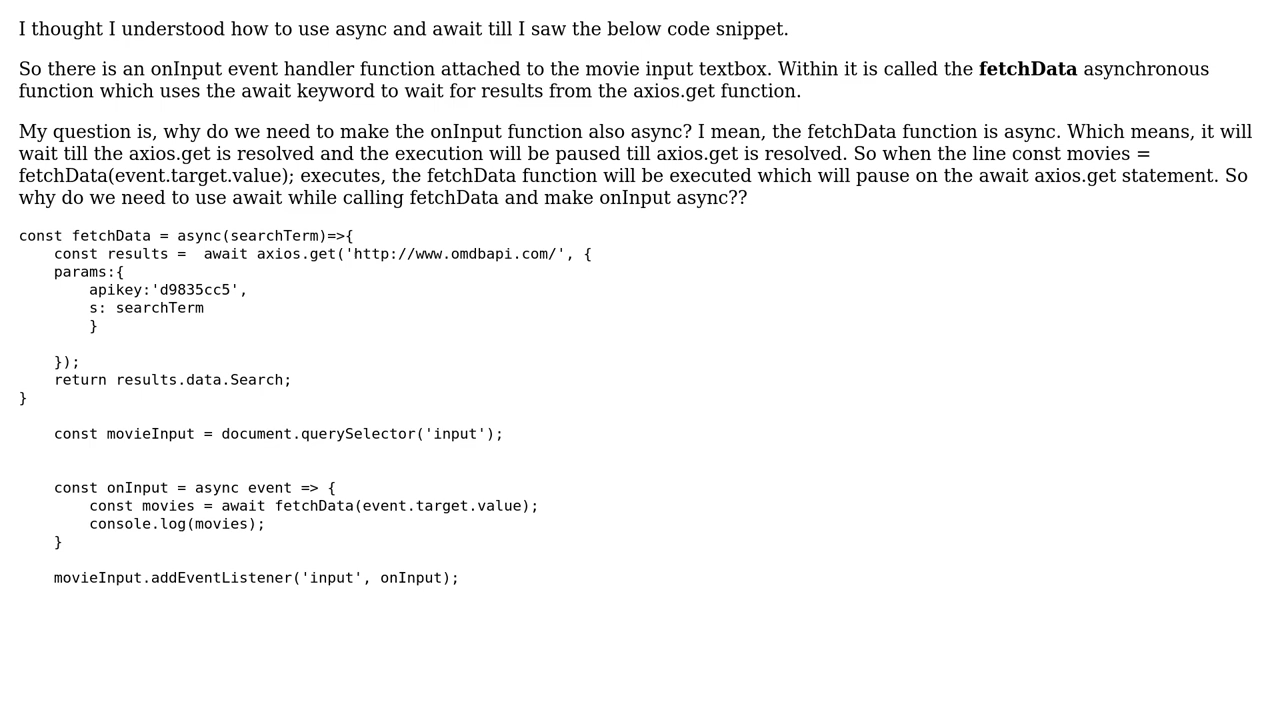 I thought I understood how to use async and await till I saw the below code snippet.
So there is an onInput event handler function attached to the movie input textbox. Within it is called the fetchData asynchronous
function which uses the await keyword to wait for results from the axios.get function.
My question is, why do we need to make the onInput function also async? I mean, the fetchData function is async. Which means, it will
wait till the axios.get is resolved and the execution will be paused till axios.get is resolved. So when the line const movies =
fetchData(event.target.value); executes, the fetchData function will be executed which will pause on the await axios.get statement. So
why do we need to use await while calling fetchData and make onInput async??
const fetchData = async(searchTerm)=>{
    const results =  await axios.get('http://www.omdbapi.com/', {
    params:{
        apikey:'d9835cc5',
        s: searchTerm
        }
    });
    return results.data.Search;
}
    const movieInput = document.querySelector('input');
    const onInput = async event => {
        const movies = await fetchData(event.target.value);
        console.log(movies);
    }
    movieInput.addEventListener('input', onInput);